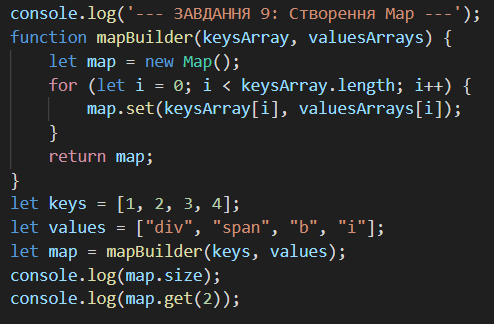 console.log('--- ЗАВДАННЯ 9: Створення Map ---');
function mapBuilder(keysArray, valuesArrays) {
    let map = new Map();
    for (let i = 0; i < keysArray.length; i++) {
        map.set(keysArray[i], valuesArrays[i]);
    }
    return map;
}
let keys = [1, 2, 3, 4];
let values = ["div", "span", "b", "i"];
let map = mapBuilder(keys, values);
console.log(map.size);
console.log(map.get(2));